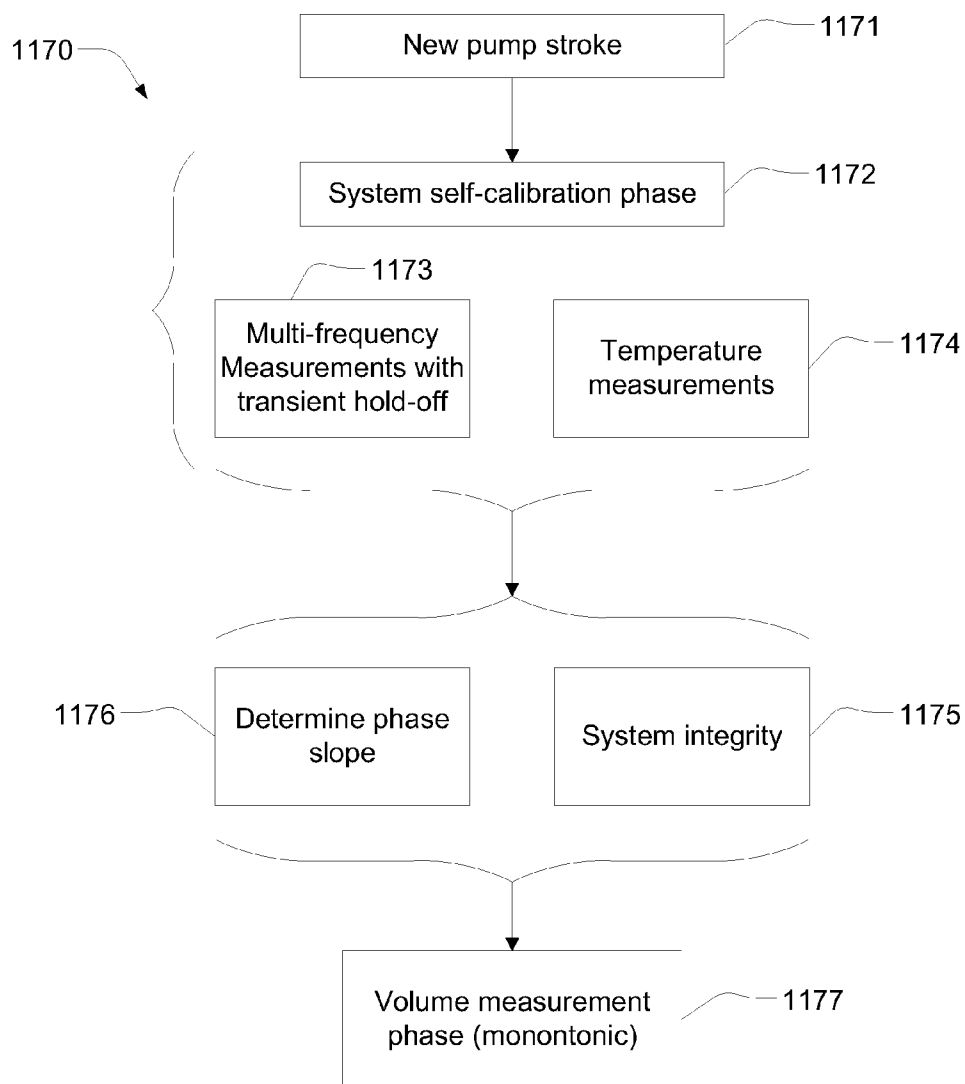 1170
New pump stroke
1171
System self-calibration phase
1172
1173
Multi-frequency
Measurements with
transient hold-off
Temperature
measurements
1174
1176
Determine phase
slope
System integrity
1175
Volume measurement
phase (monontonic)
1177